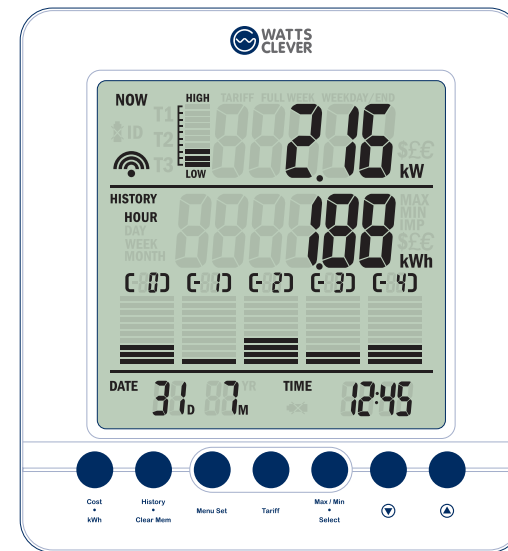 WATTS
CLEVER
NOW HIGH TARIFF FULL WEEK WEEKDAY/END
T1
ID T2
T3 LOW 2.16 $£€ kW
HISTORY
HOUR MAX
DAY MIN
WEEK IMP
MONTH 1.88 $£€ kWh
(-0) (-1) (-2) (-3) (-4)
DATE 31 D 7 M YR TIME 12:45
Cost • kWh
History • Clear Mem
Menu Set
Tariff
Max / Min • Select